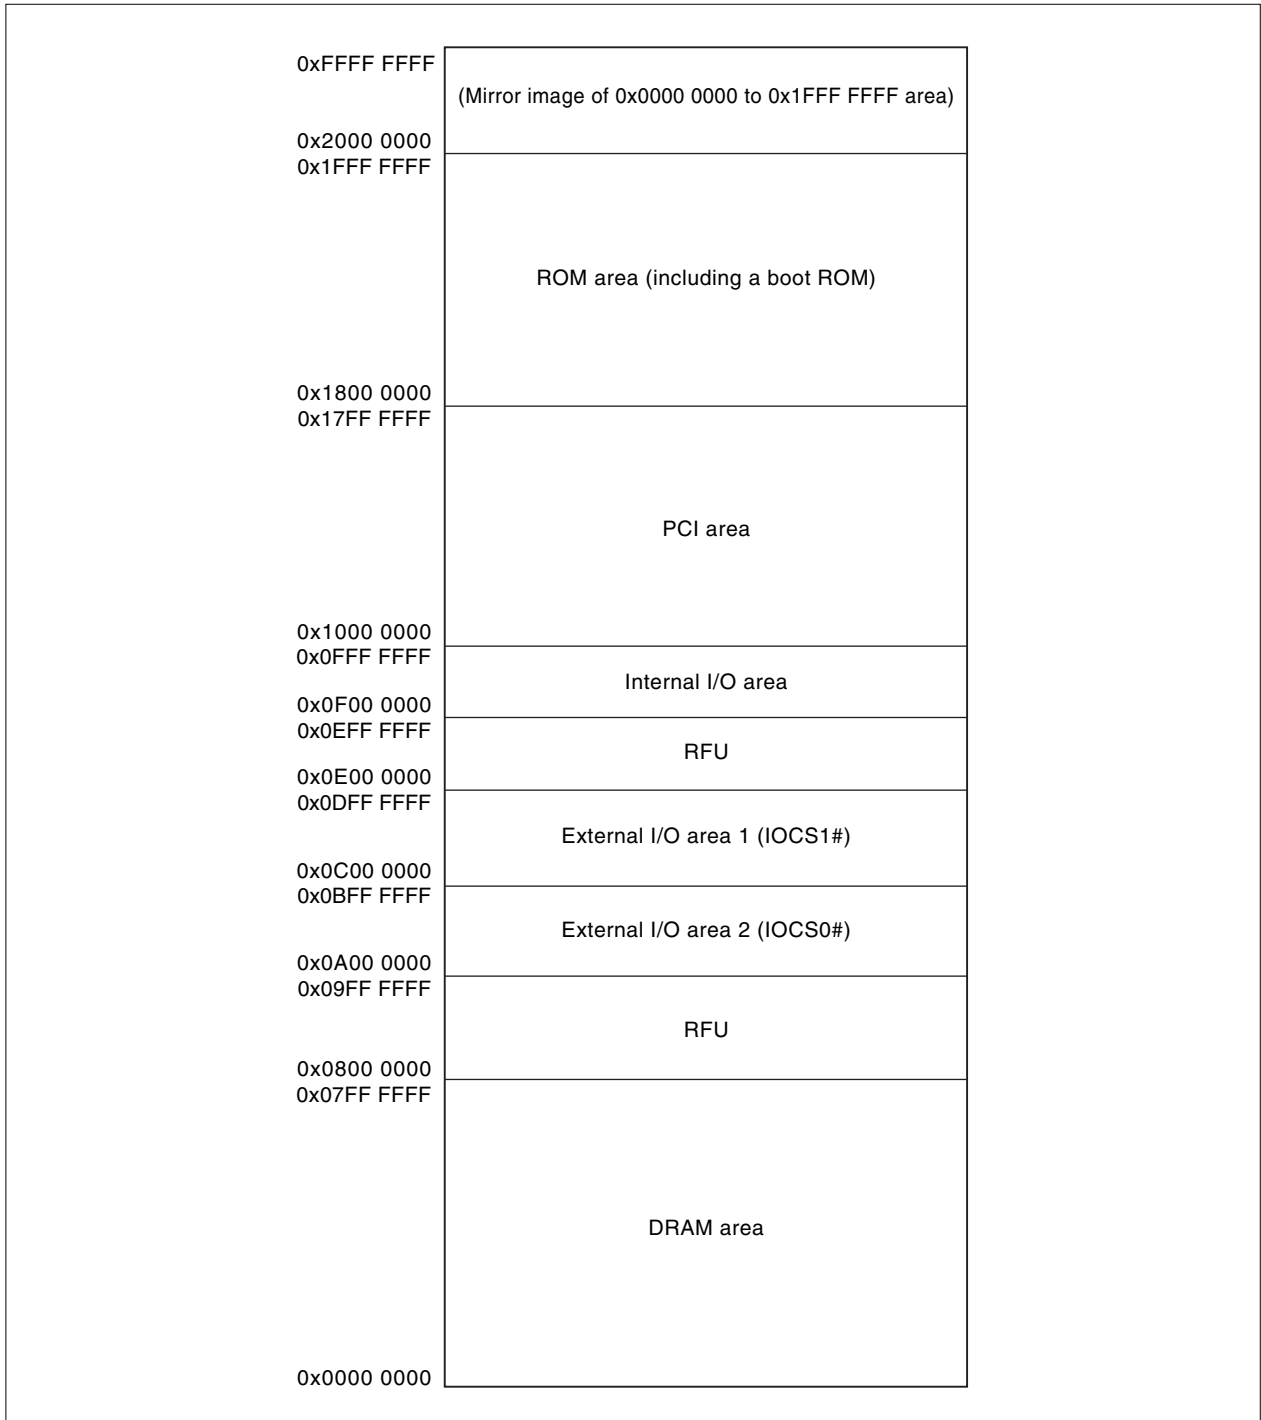 0xFFFF FFFF
(Mirror image of 0x0000 0000 to 0x1FFF FFFF area)
0x2000 0000
0x1FFF FFFF
ROM area (including a boot ROM)
0x1800 0000
0x17FF FFFF
PCI area
0x1000 0000
0x0FFF FFFF
Internal I/O area
0x0F00 0000
0x0EFF FFFF
RFU
0x0E00 0000
0x0DFF FFFF
External I/O area 1 (IOCS1#)
0x0C00 0000
0x0BFF FFFF
External I/O area 2 (IOCS0#)
0x0A00 0000
0x09FF FFFF
RFU
0x0800 0000
0x07FF FFFF
DRAM area
0x0000 0000